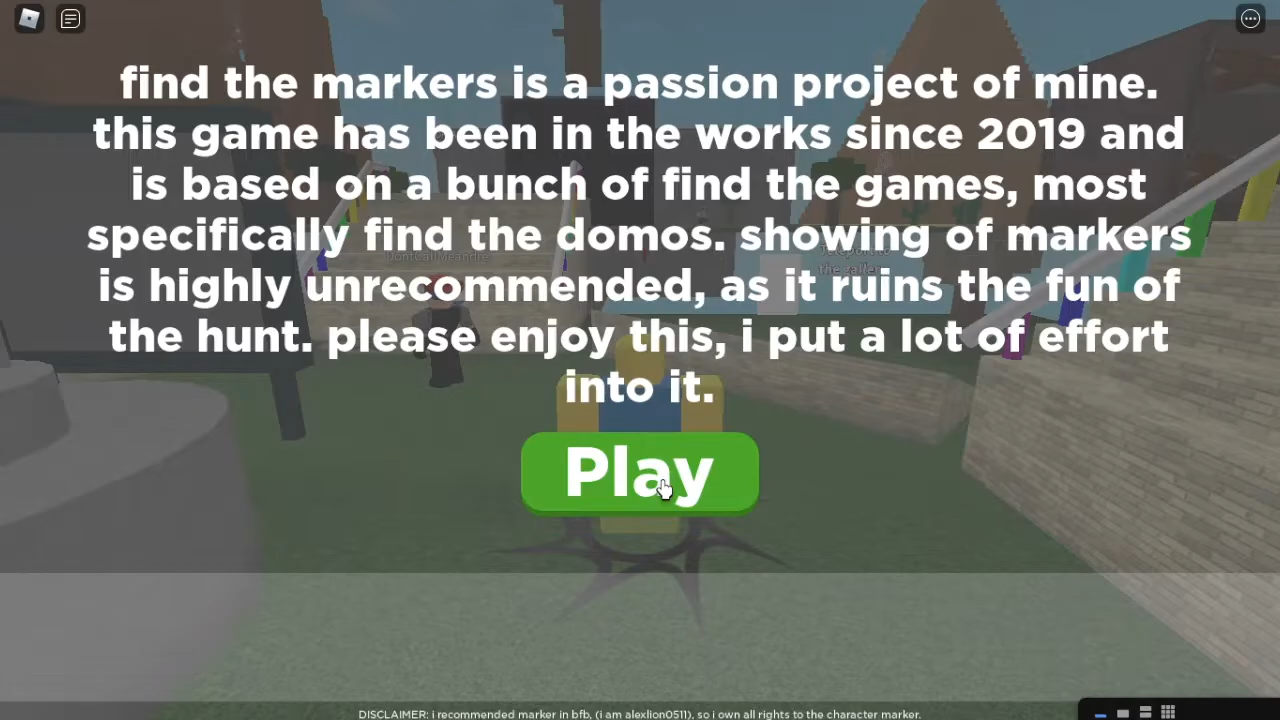 find the markers is a passion project of mine.
this game has been in the works since 2019 and
is based on a bunch of find the games, most
specifically find the domos. showing of markers
is highly unrecommended, as it ruins the fun of
the hunt. please enjoy this, i put a lot of effort
into it.
Play
DISCLAIMER: i recommended marker in bfb, (i am alexlion0511), so i own all rights to the character marker.